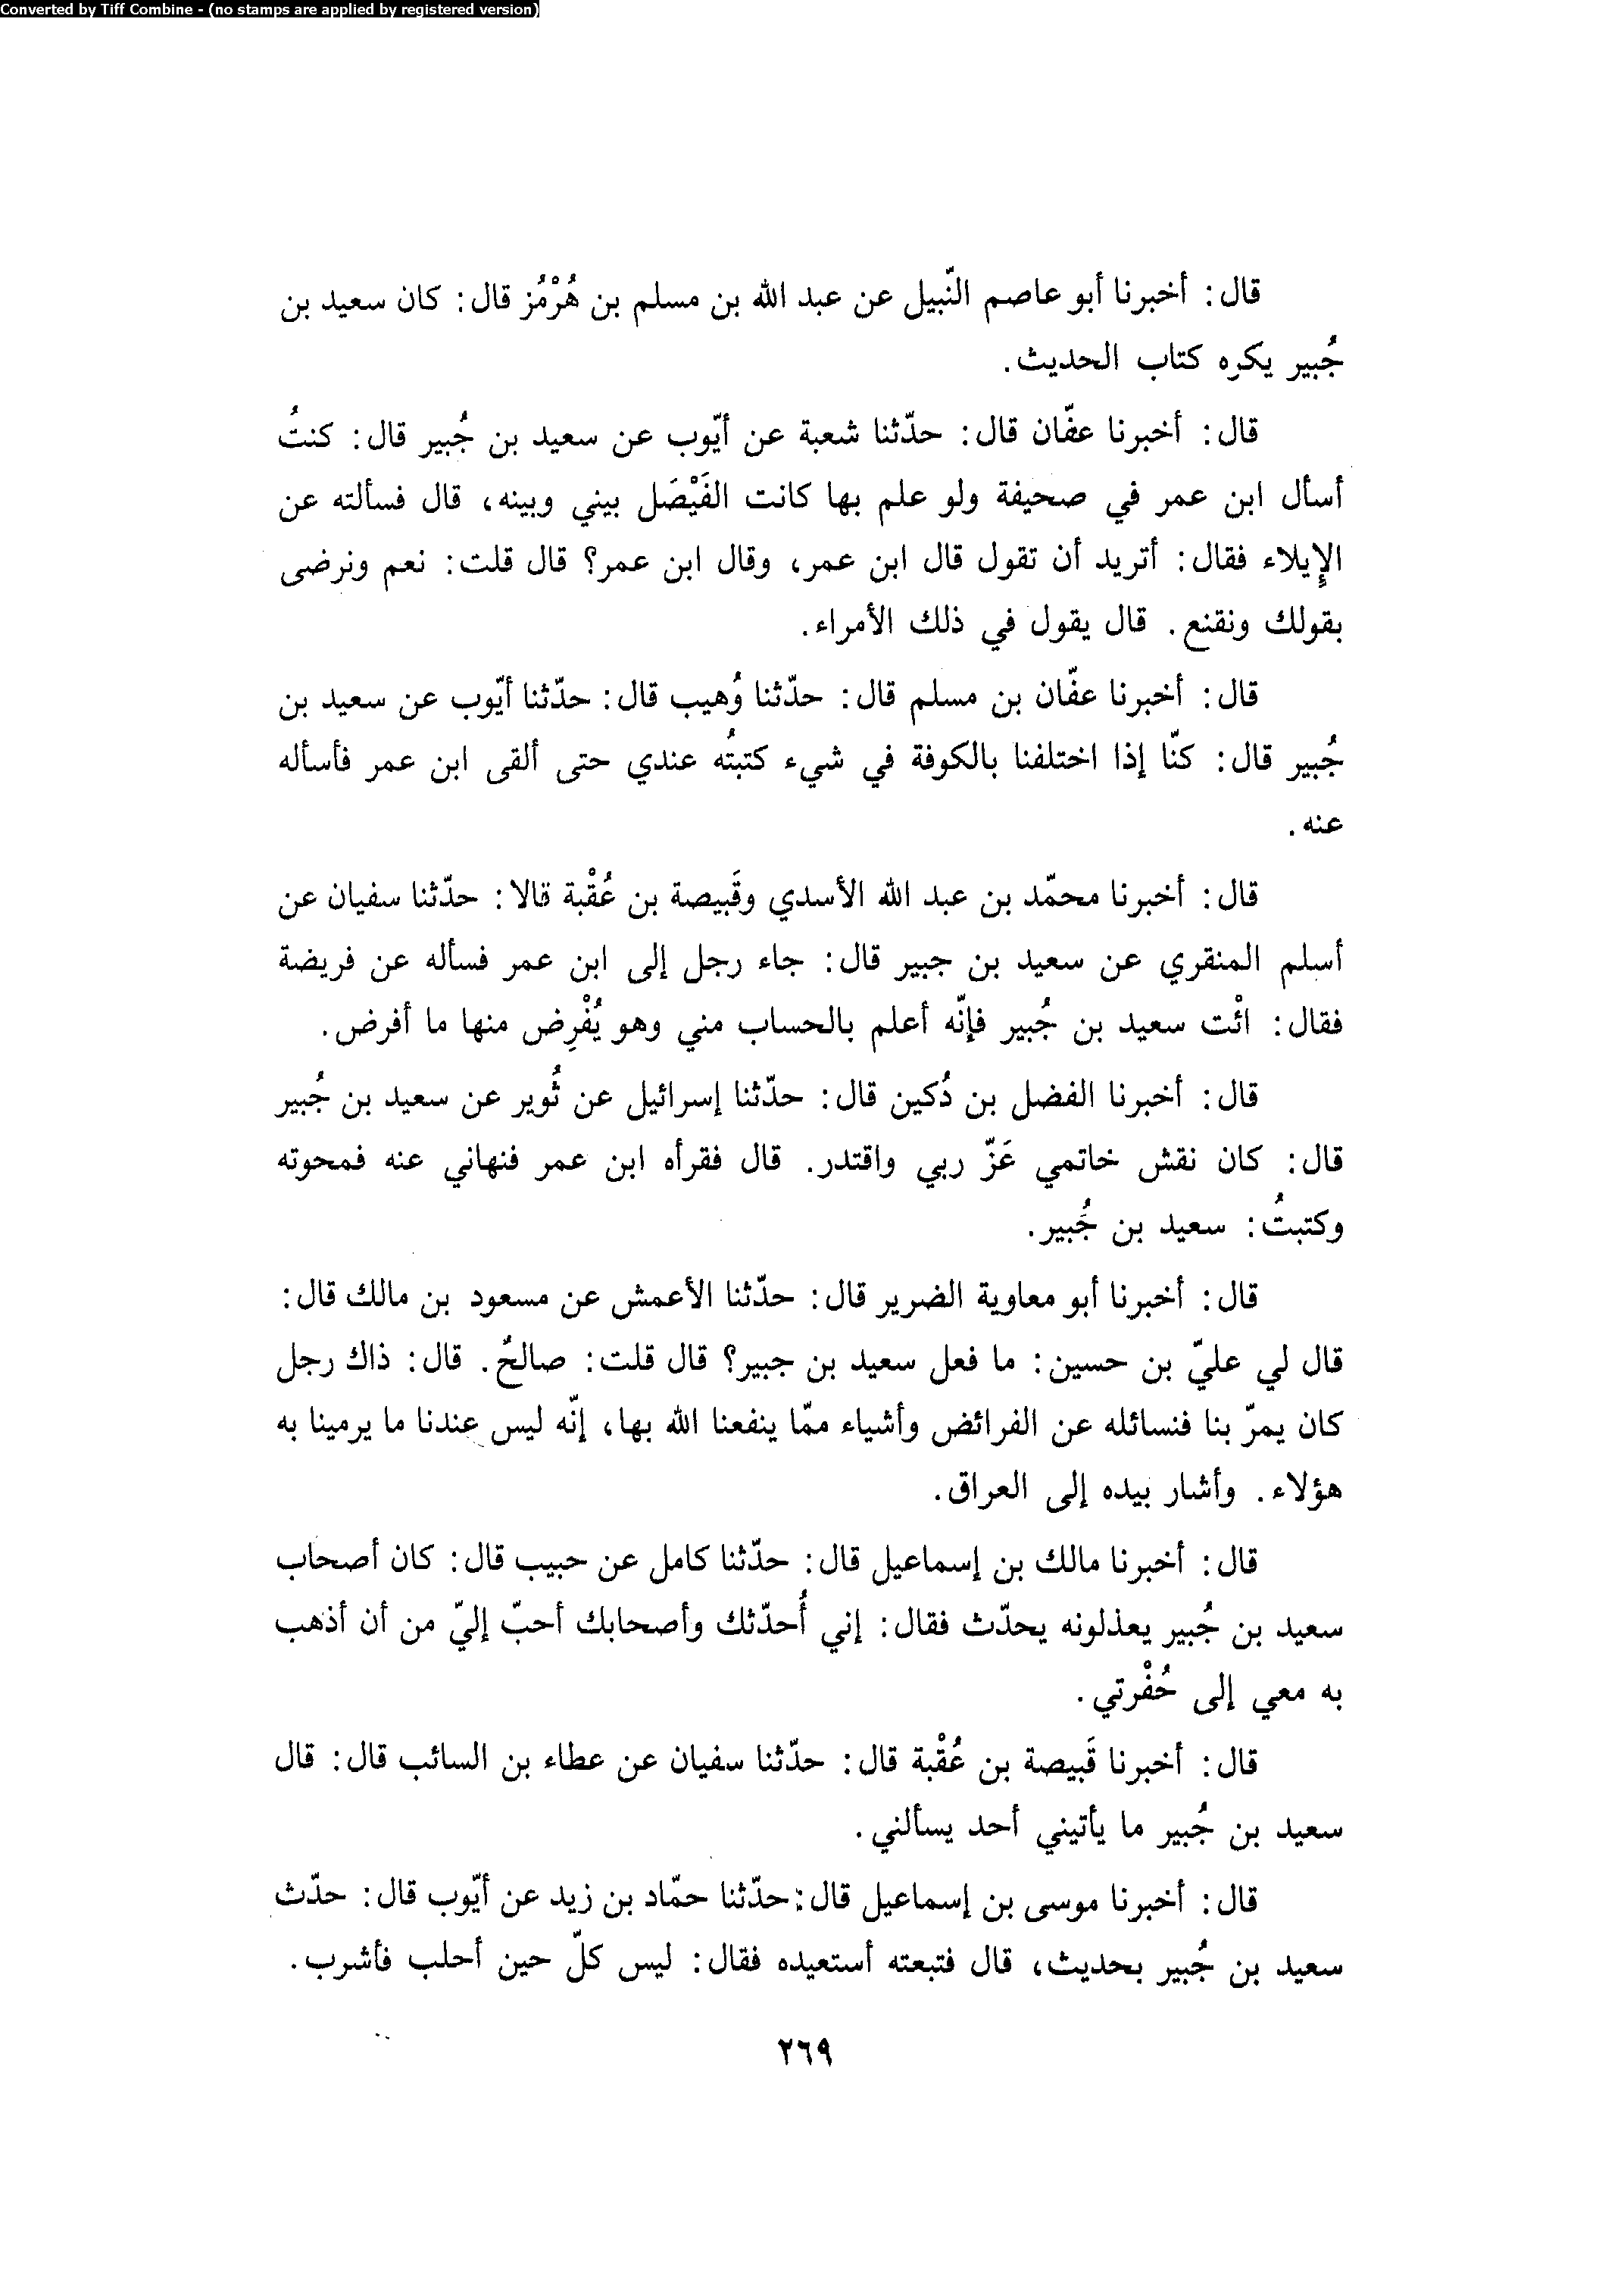 Converted by Tiff Combine - (no stamps are applied by registered version)
قال: أخبرنا أبو عاصم النّبيل عن عبد الله بن مسلم بن هُرْمُز قال: كان سعيد بن
جُبير يكره كتاب الحديث.
قال: أخبرنا عفّان قال: حدّثنا شعبة عن أيّوب عن سعيد بن جُبير قال: كنتُ
أسأل ابن عمر في صحيفة ولو علم بها كانت الفَيْصَل بيني وبينه، قال فسألته عن
الإيلاء فقال: أتريد أن تقول قال ابن عمر، وقال ابن عمر؟ قال قلت: نعم ونرضى
بقولك ونقنع. قال يقول في ذلك الأمراء.
قال: أخبرنا عفّان بن مسلم قال: حدّثنا وُهيب قال: حدّثنا أيّوب عن سعيد بن
جُبير قال: كنّا إذا اختلفنا بالكوفة في شيء كتبتُه عندي حتى ألقى ابن عمر فأسأله
عنه.
قال: أخبرنا محمّد بن عبد الله الأسدي وقَبيصة بن عُقْبة قالا: حدّثنا سفيان عن
أسلم المنقري عن سعيد بن جبير قال: جاء رجل إلى ابن عمر فسأله عن فريضة
فقال: ائْت سعيد بن جُبير فإنّه أعلم بالحساب مني وهو يُفْرِض منها ما أفرض.
قال: أخبرنا الفضل بن دُكين قال: حدّثنا إسرائيل عن ثُوير عن سعيد بن جُبير
قال: كان نقش خاتمي عَزّ ربي واقتدر. قال فقرأه ابن عمر فنهاني عنه فمحوته
وكتبتُ: سعيد بن جُبير.
قال: أخبرنا أبو معاوية الضرير قال: حدّثنا الأعمش عن مسعود بن مالك قال:
قال لي عليّ بن حسين: ما فعل سعيد بن جبير؟ قال قلت: صالحٌ. قال: ذاك رجل
كان يمرّ بنا فنسائله عن الفرائض وأشياء ممّا ينفعنا الله بها، إنّه ليس عندنا ما يرمينا به
هؤلاء. وأشار بيده إلى العراق.
قال: أخبرنا مالك بن إسماعيل قال: حدّثنا كامل عن حبيب قال: كان أصحاب
سعيد بن جُبير يعذلونه يحدّث فقال: إني أُحدّثك وأصحابك أحبّ إليّ من أن أذهب
به معي إلى حُفْرتي.
قال: أخبرنا قَبيصة بن عُقْبة قال: حدّثنا سفيان عن عطاء بن السائب قال: قال
سعيد بن جُبير ما يأتيني أحد يسألني.
قال: أخبرنا موسى بن إسماعيل قال: حدّثنا حمّاد بن زيد عن أيّوب قال: حدّث
سعيد بن جُبير بحديث، قال فتبعته أستعيده فقال: ليس كلّ حين أحلب فأشرب.
٢٦٩